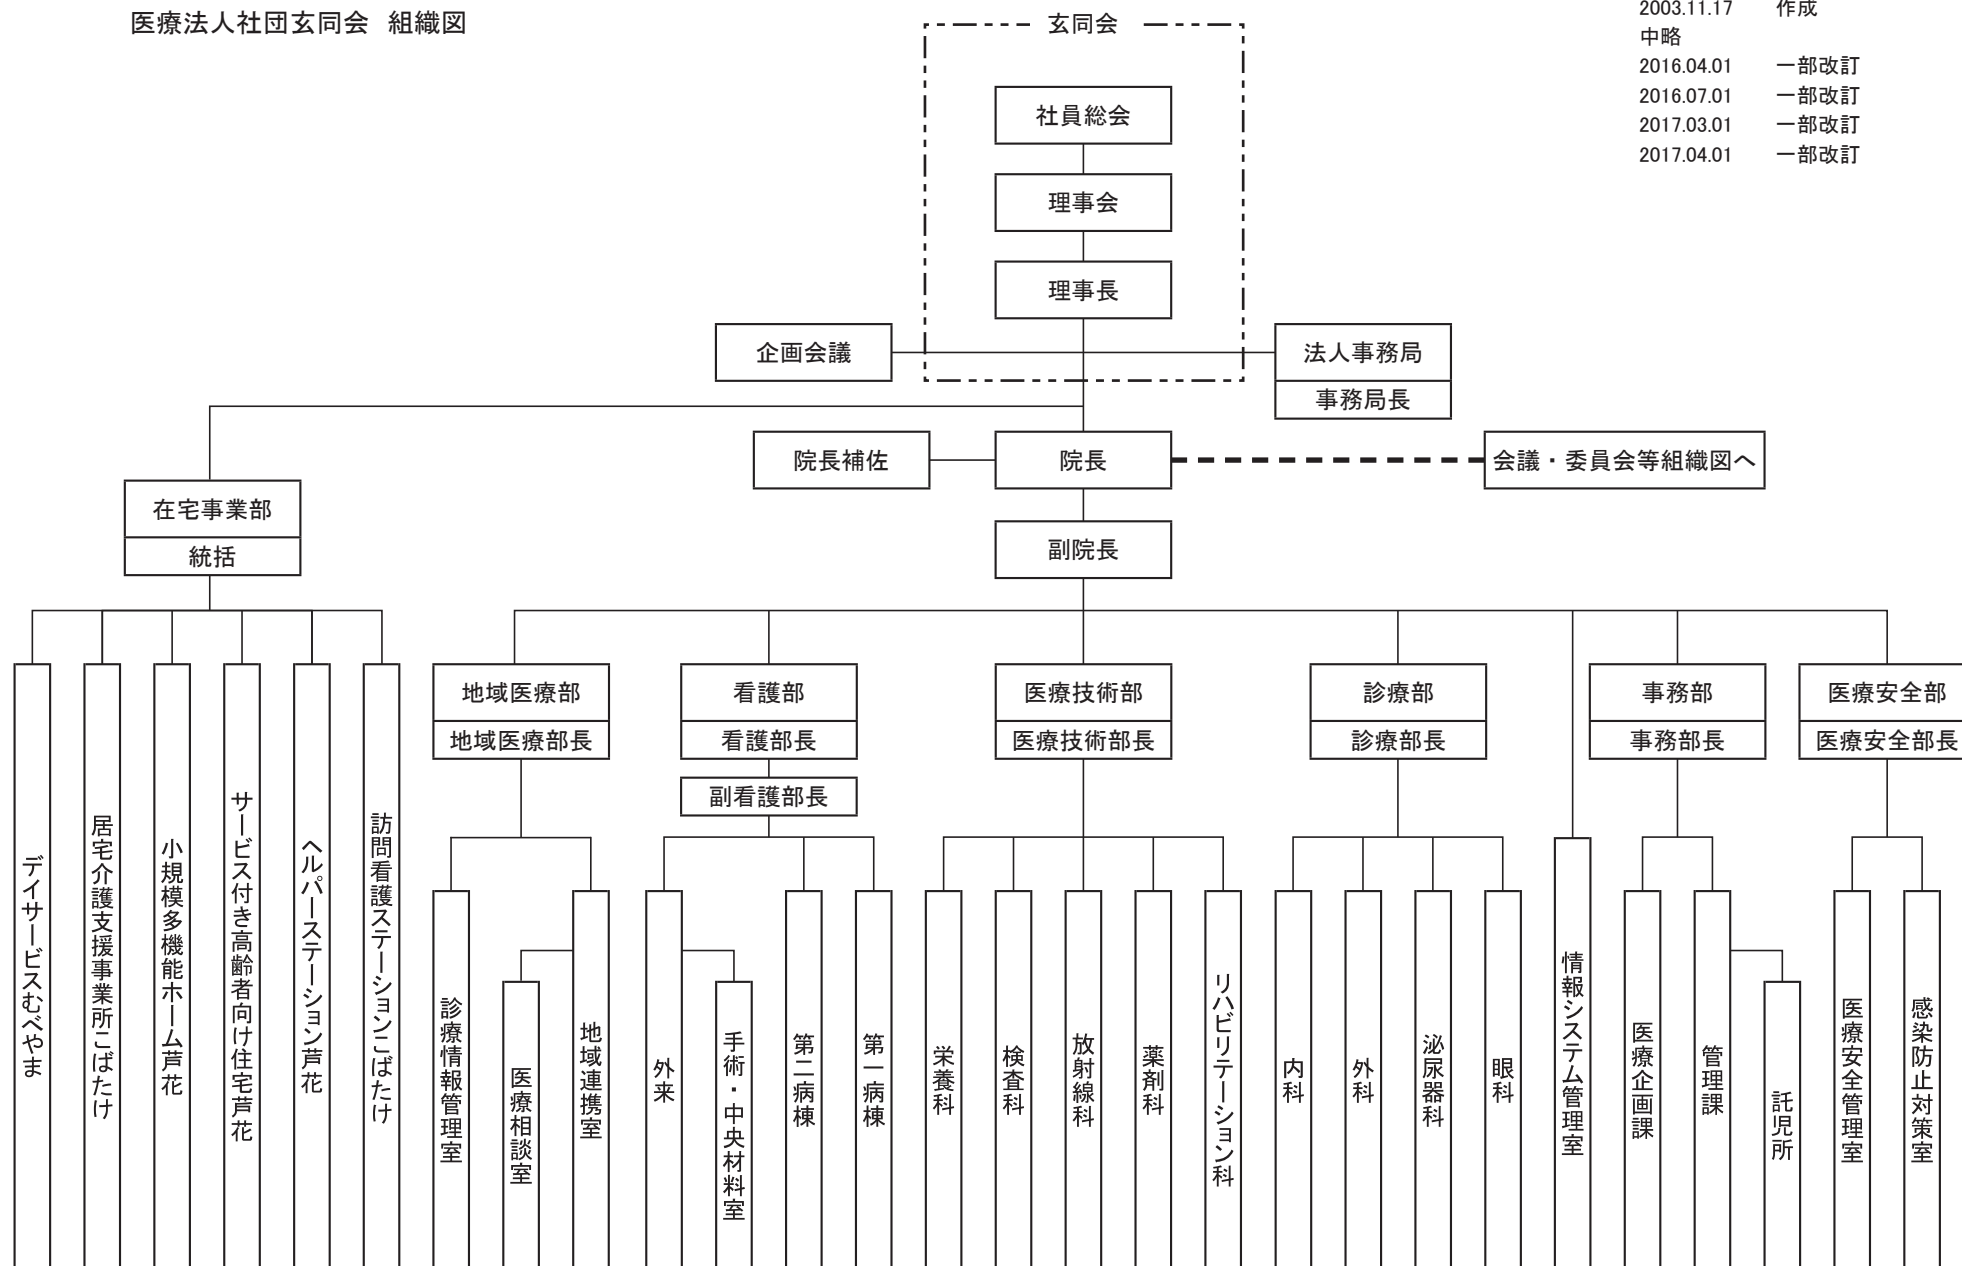 医療法人社団玄同会 組織図
玄同会
2003.11.17 作成
中略
2016.04.01 一部改訂
2016.07.01 一部改訂
2017.03.01 一部改訂
2017.04.01 一部改訂
社員総会
理事会
理事長
企画会議
法人事務局
事務局長
院長補佐
院長
会議・委員会等組織図へ
在宅事業部
統括
副院長
地域医療部
地域医療部長
看護部
看護部長
副看護部長
医療技術部
医療技術部長
診療部
診療部長
事務部
事務部長
医療安全部
医療安全部長
デイサービスむべやま
居宅介護支援事業所こばたけ
小規模多機能ホーム芦花
サービス付き高齢者向け住宅芦花
ヘルパーステーション芦花
訪問看護ステーションこばたけ
診療情報管理室
医療相談室
地域連携室
外来
手術・中央材料室
第二病棟
第一病棟
栄養科
検査科
放射線科
薬剤科
リハビリテーション科
内科
外科
泌尿器科
眼科
情報システム管理室
医療企画課
管理課
託児所
医療安全管理室
感染防止対策室